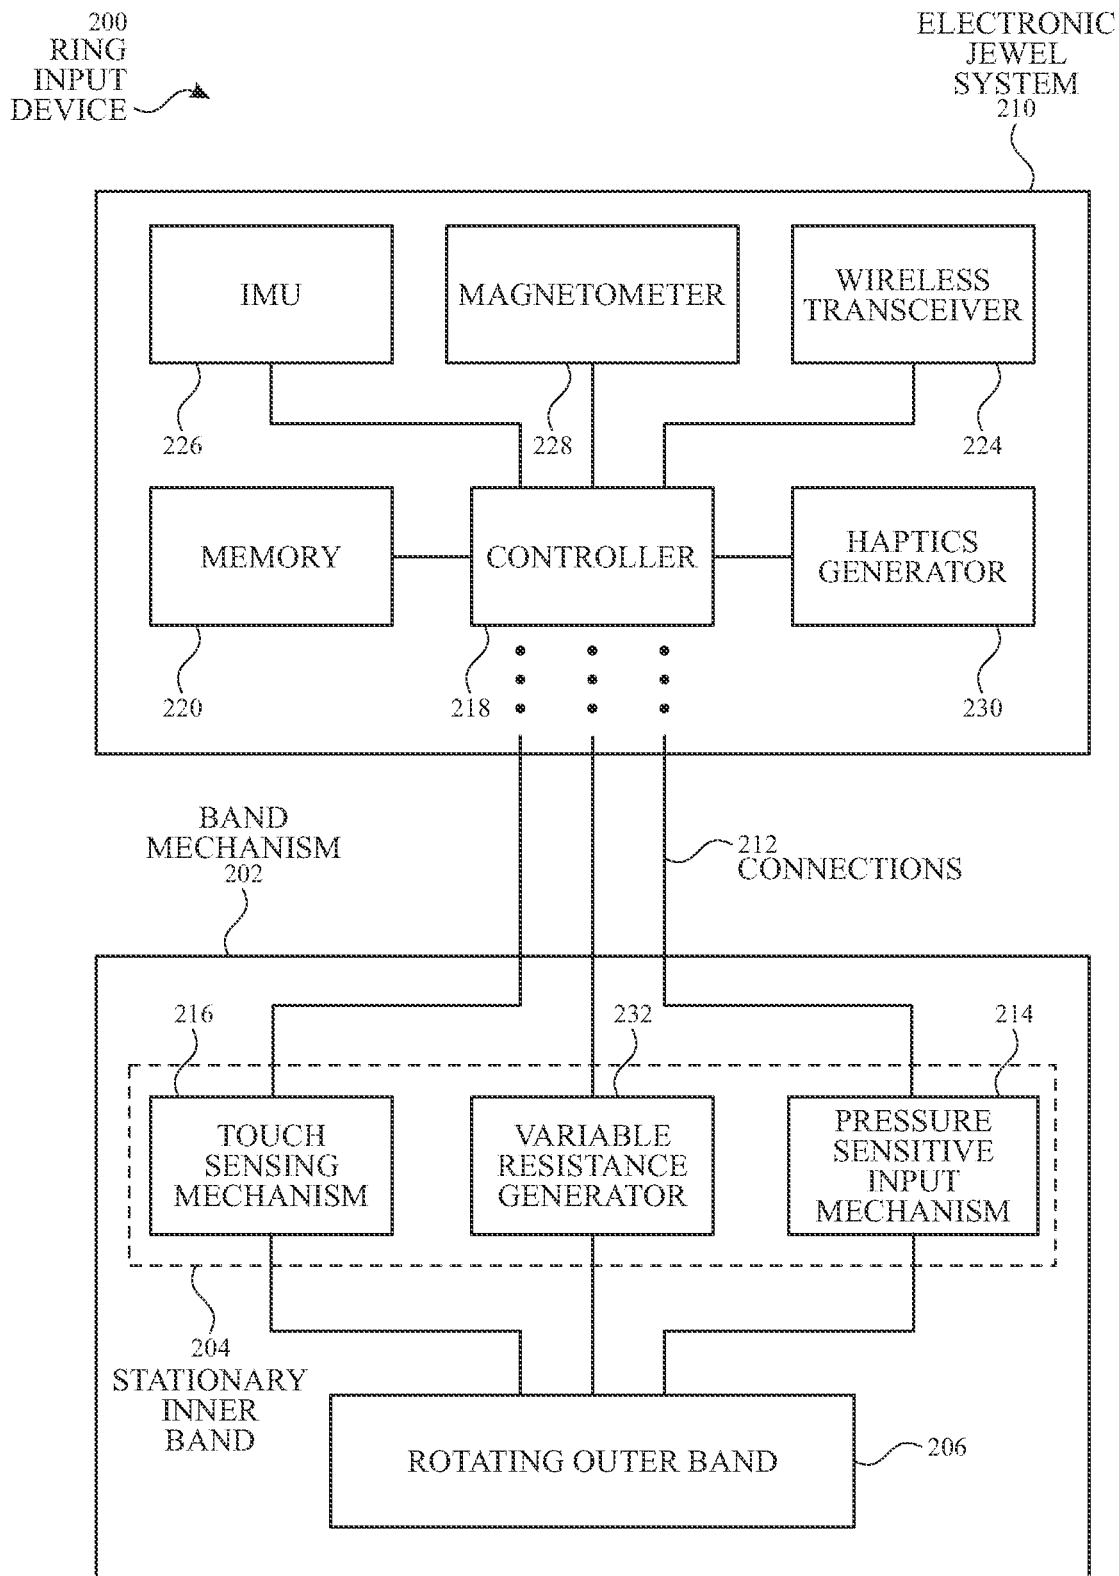 200
RING
INPUT
DEVICE
ELECTRONIC
JEWEL
SYSTEM
210
IMU
MAGNETOMETER
WIRELESS
TRANSCEIVER
226
228
224
MEMORY
CONTROLLER
HAPTICS
GENERATOR
220
218
230
BAND
MECHANISM
202
212
CONNECTIONS
216
232
214
TOUCH
SENSING
MECHANISM
VARIABLE
RESISTANCE
GENERATOR
PRESSURE
SENSITIVE
INPUT
MECHANISM
204
STATIONARY
INNER
BAND
ROTATING OUTER BAND
206